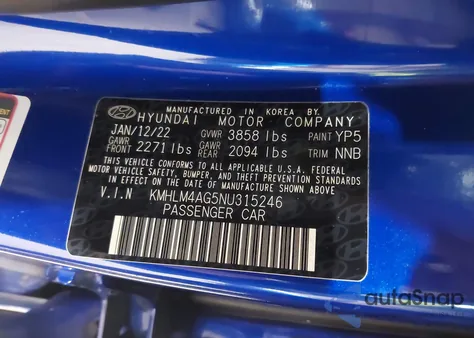 MANUFACTURED IN KOREA BY
HYUNDAI MOTOR COMPANY
JAN/12/22 GVWR 3858 lbs PAINT YP5
GAWR FRONT 2271 lbs GAWR REAR 2094 lbs TRIM NNB
THIS VEHICLE CONFORMS TO ALL APPLICABLE U.S.A. FEDERAL
MOTOR VEHICLE SAFETY, BUMPER, AND THEFT PREVENTION
STANDARDS IN EFFECT ON THE DATE OF MANUFACTURE SHOWN ABOVE.
V.I.N KMHLM4AG5NU315246
PASSENGER CAR
autoSnap